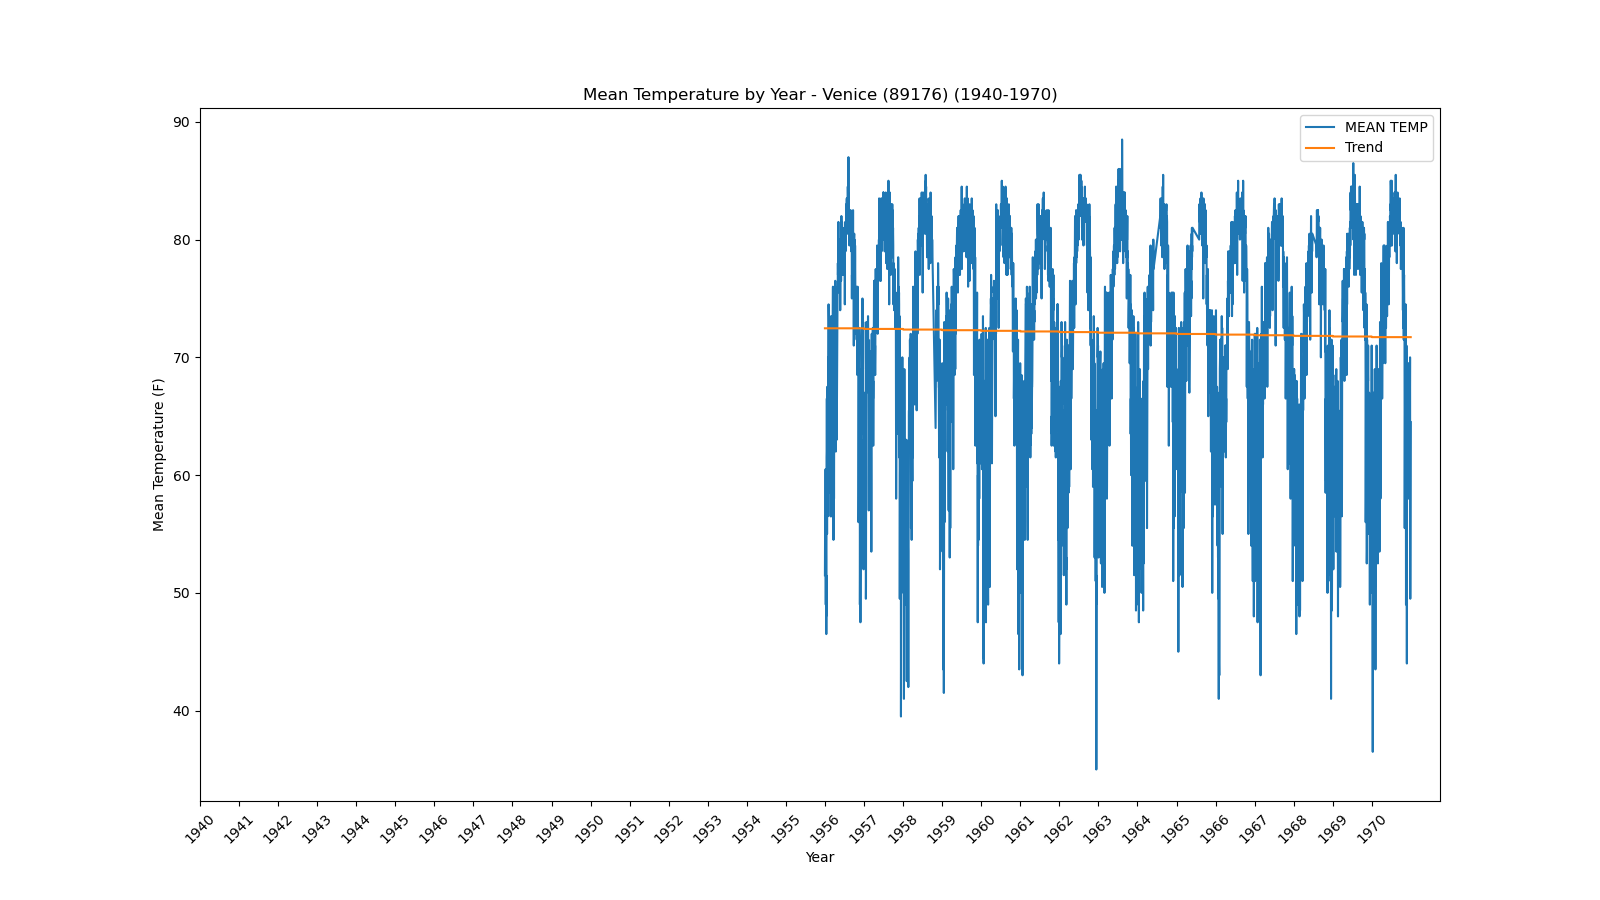 Mean Temperature by Year - Venice (89176) (1940-1970)
MEAN TEMP
Trend
Mean Temperature (F)
90
80
70
60
50
40
1940 1941 1942 1943 1944 1945 1946 1947 1948 1949 1950 1951 1952 1953 1954 1955 1956 1957 1958 1959 1960 1961 1962 1963 1964 1965 1966 1967 1968 1969 1970
Year